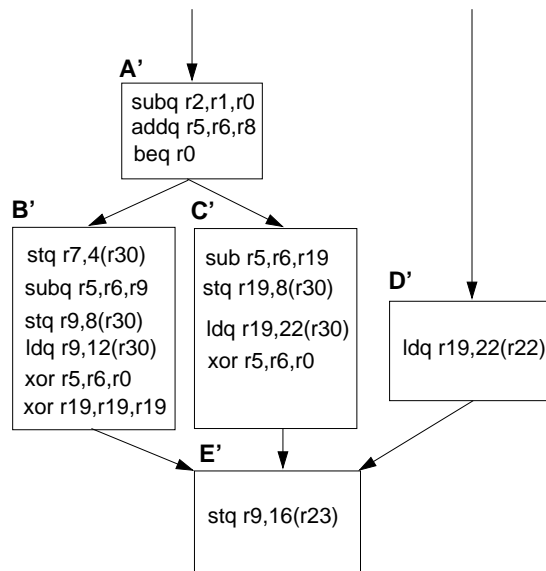 A’
subq r2,r1,r0
addq r5,r6,r8
beq r0
B’
stq r7,4(r30)
subq r5,r6,r9
stq r9,8(r30)
ldq r9,12(r30)
xor r5,r6,r0
xor r19,r19,r19
C’
sub r5,r6,r19
stq r19,8(r30)
ldq r19,22(r30)
xor r5,r6,r0
D’
ldq r19,22(r22)
E’
stq r9,16(r23)